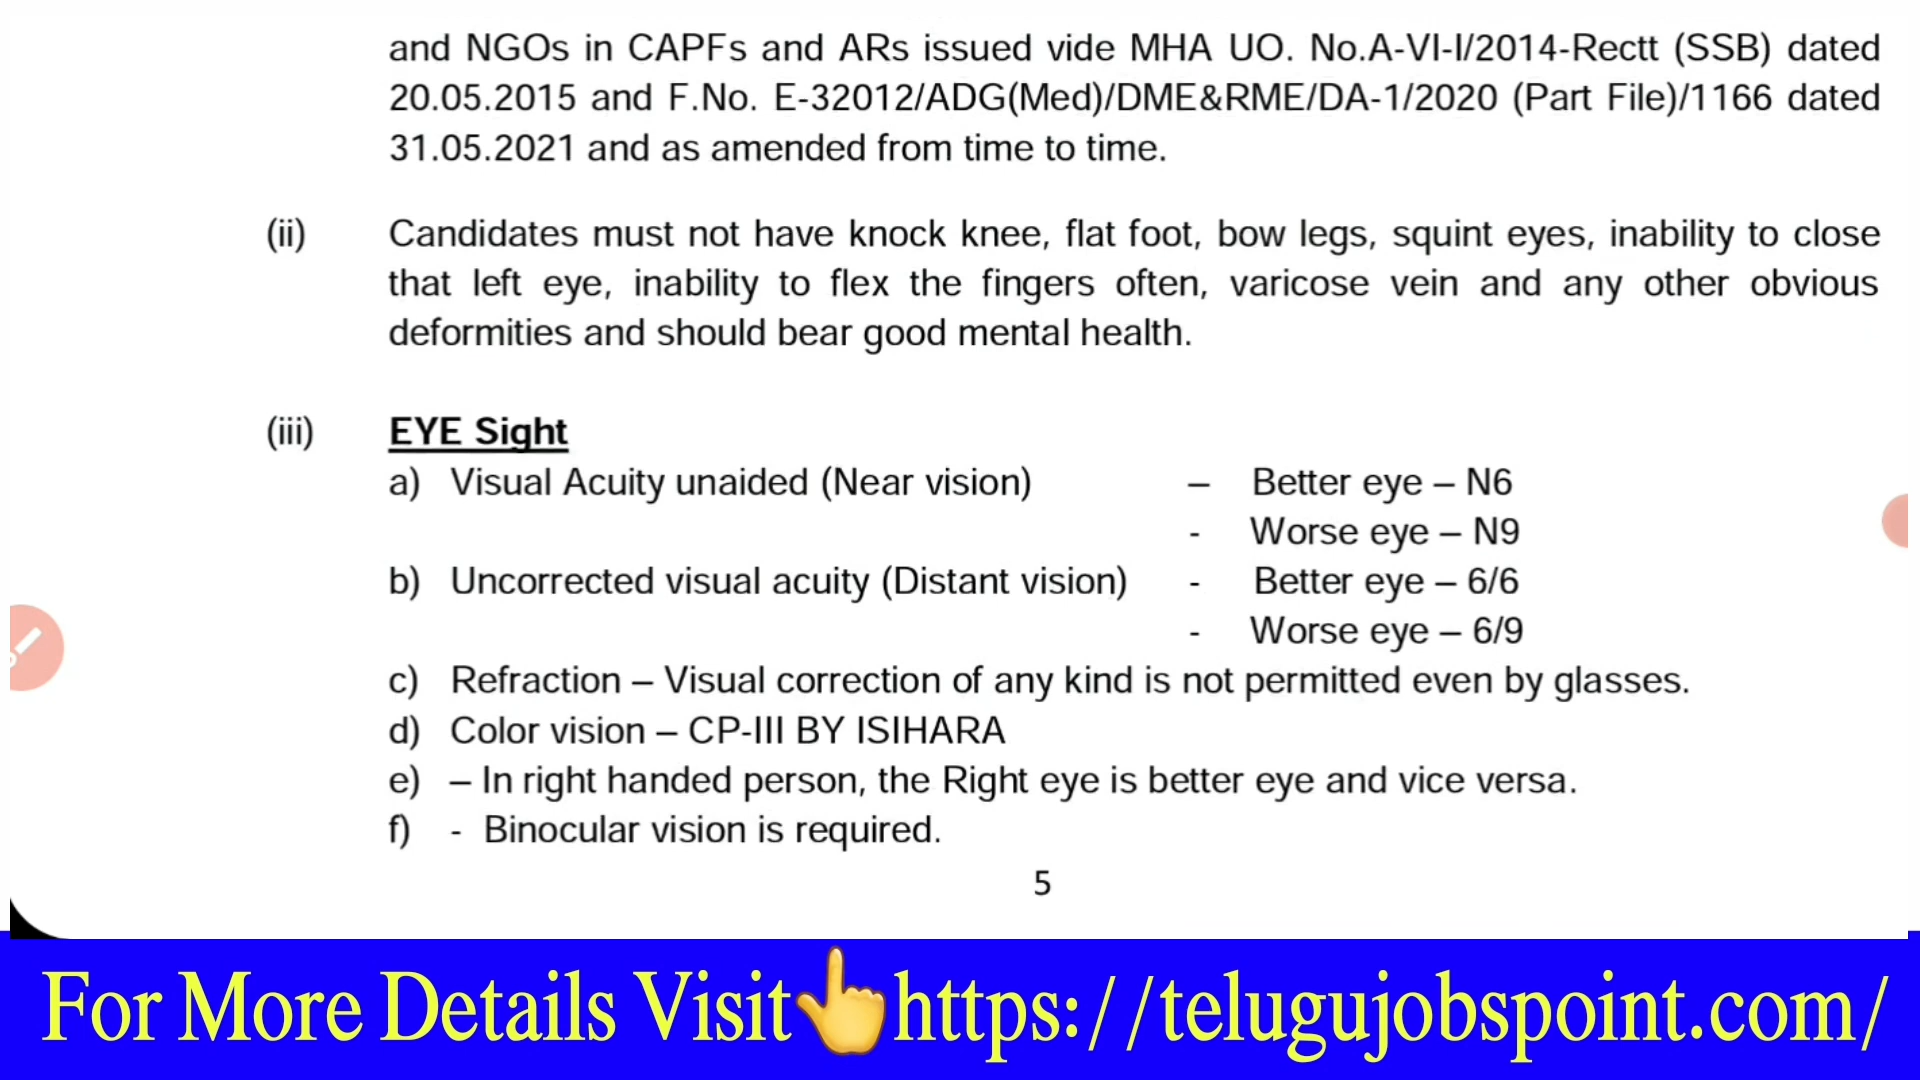 and NGOs in CAPFs and ARs issued vide MHA UO. No.A-VI-I/2014-Rectt (SSB) dated
20.05.2015 and F.No. E-32012/ADG(Med)/DME&RME/DA-1/2020 (Part File)/1166 dated
31.05.2021 and as amended from time to time.
(ii) Candidates must not have knock knee, flat foot, bow legs, squint eyes, inability to close
that left eye, inability to flex the fingers often, varicose vein and any other obvious
deformities and should bear good mental health.
(iii) EYE Sight
a) Visual Acuity unaided (Near vision) – Better eye – N6
- Worse eye – N9
b) Uncorrected visual acuity (Distant vision) - Better eye – 6/6
- Worse eye – 6/9
c) Refraction – Visual correction of any kind is not permitted even by glasses.
d) Color vision – CP-III BY ISIHARA
e) – In right handed person, the Right eye is better eye and vice versa.
f) - Binocular vision is required.
5
For More Details Visit👆https://telugujobspoint.com/